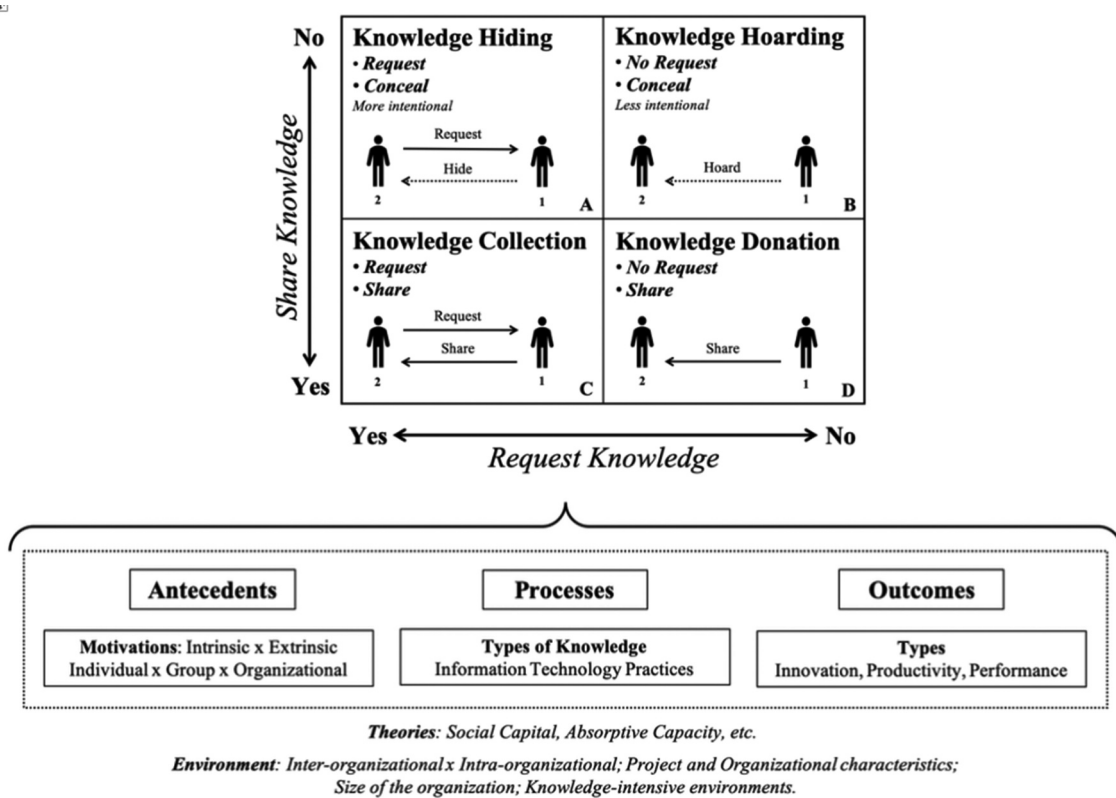 No
Share Knowledge
Yes
Knowledge Hiding
• Request
• Conceal
More intentional
Request
Hide
2
1
A
Knowledge Hoarding
• No Request
• Conceal
Less intentional
Hoard
2
1
B
Knowledge Collection
• Request
• Share
Request
Share
2
1
C
Knowledge Donation
• No Request
• Share
Share
2
1
D
Yes
No
Request Knowledge
Antecedents
Motivations: Intrinsic x Extrinsic
Individual x Group x Organizational
Processes
Types of Knowledge
Information Technology Practices
Outcomes
Types
Innovation, Productivity, Performance
Theories: Social Capital, Absorptive Capacity, etc.
Environment: Inter-organizational x Intra-organizational; Project and Organizational characteristics;
Size of the organization; Knowledge-intensive environments.